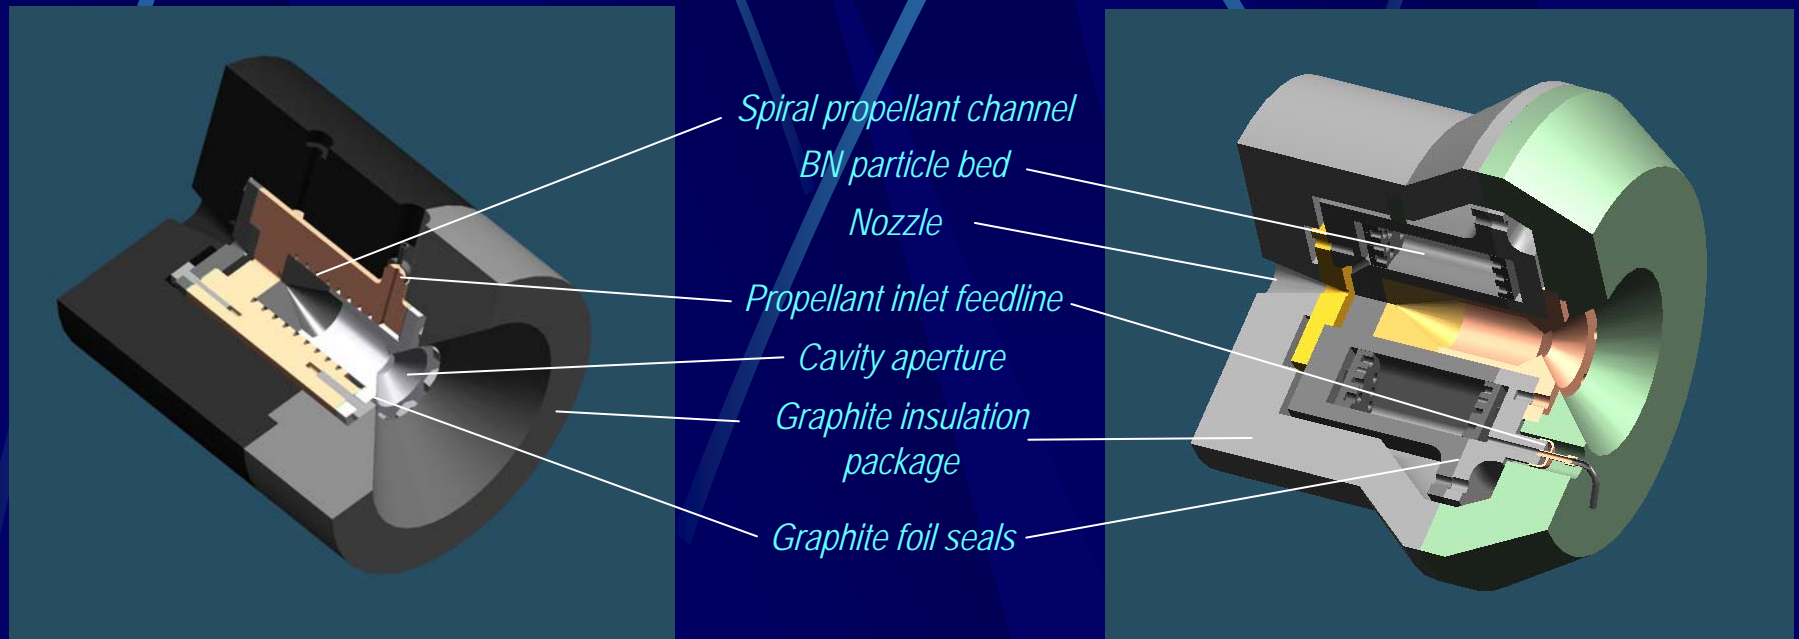 Spiral propellant channel
BN particle bed
Nozzle
Propellant inlet feedline
Cavity aperture
Graphite insulation
package
Graphite foil seals